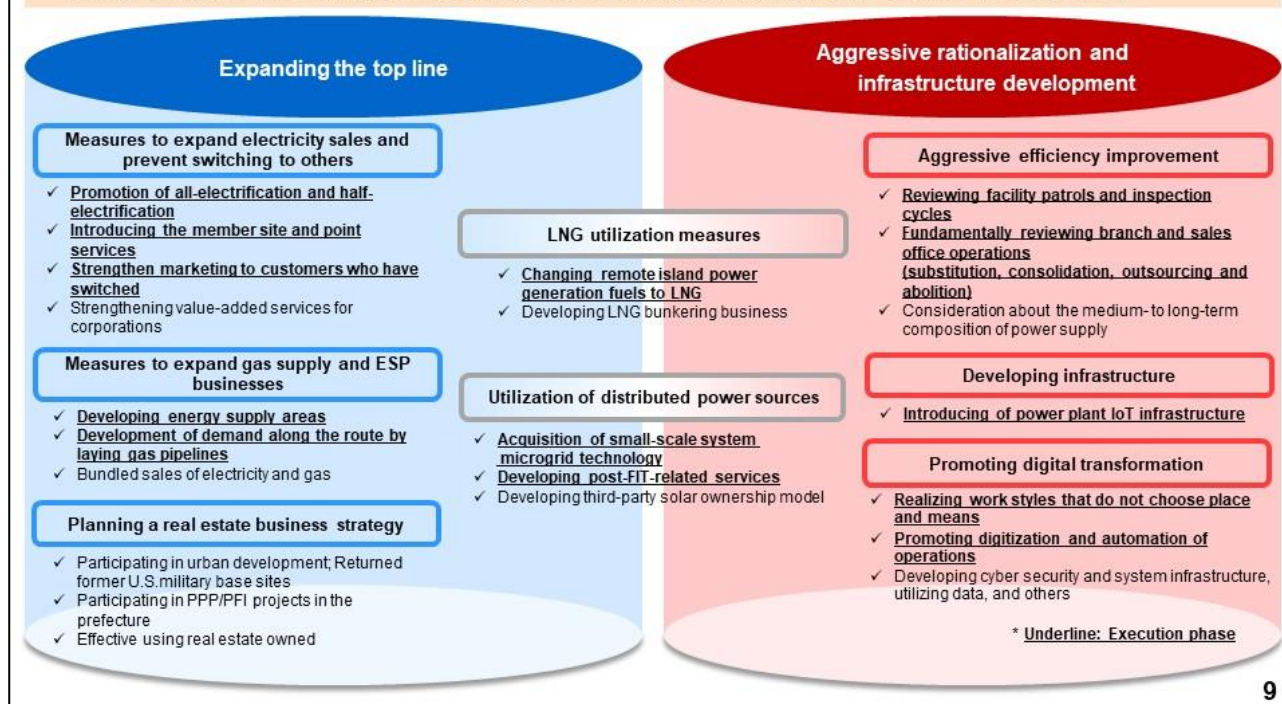 Expanding the top line
Measures to expand electricity sales and
prevent switching to others
✓ Promotion of all-electrification and half-
electrification
✓ Introducing the member site and point
services
✓ Strengthen marketing to customers who have
switched
✓ Strengthening value-added services for
corporations
Measures to expand gas supply and ESP
businesses
✓ Developing energy supply areas
✓ Development of demand along the route by
laying gas pipelines
✓ Bundled sales of electricity and gas
Planning a real estate business strategy
✓ Participating in urban development; Returned
former U.S.military base sites
✓ Participating in PPP/PFI projects in the
prefecture
✓ Effective using real estate owned
LNG utilization measures
✓ Changing remote island power
generation fuels to LNG
✓ Developing LNG bunkering business
Utilization of distributed power sources
✓ Acquisition of small-scale system
microgrid technology
✓ Developing post-FIT-related services
✓ Developing third-party solar ownership model
Aggressive rationalization and
infrastructure development
Aggressive efficiency improvement
✓ Reviewing facility patrols and inspection
cycles
✓ Fundamentally reviewing branch and sales
office operations
(substitution, consolidation, outsourcing and
abolition)
✓ Consideration about the medium- to long-term
composition of power supply
Developing infrastructure
✓ Introducing of power plant IoT infrastructure
Promoting digital transformation
✓ Realizing work styles that do not choose place
and means
✓ Promoting digitization and automation of
operations
✓ Developing cyber security and system infrastructure,
utilizing data, and others
* Underline: Execution phase
9